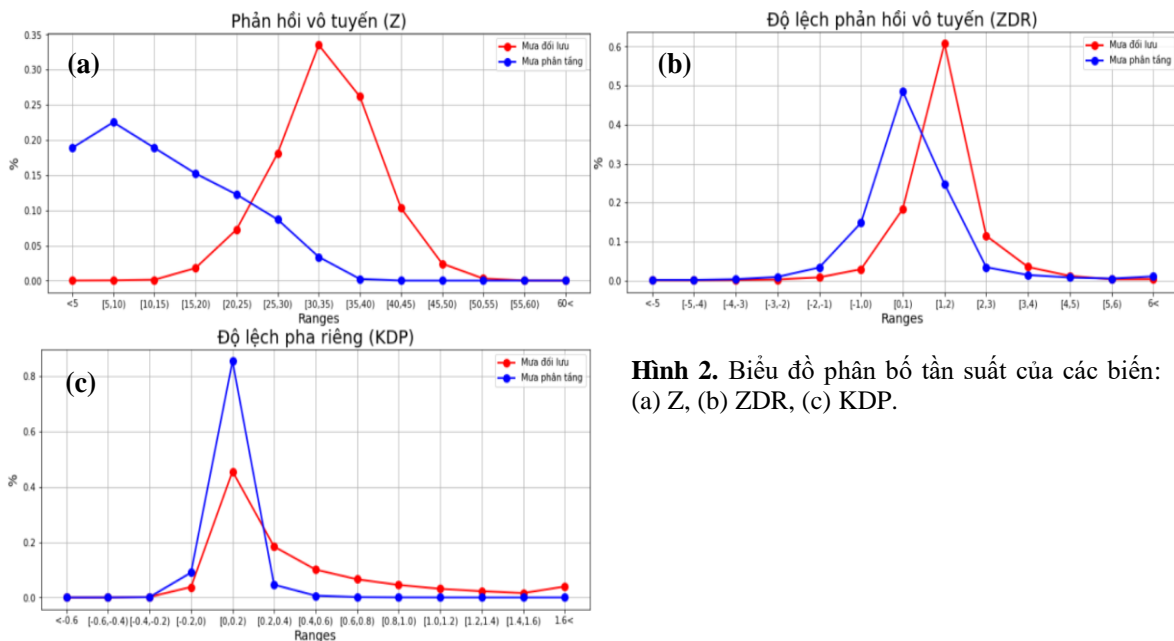 Phản hồi vô tuyến (Z)
(a)
Mưa đối lưu
Mưa phân tầng
0.35
0.30
0.25
0.20
0.15
0.10
0.05
0.00
%
<5 [5,10) [10,15) [15,20) [20,25) [25,30) [30,35) [35,40) [40,45) [45,50) [50,55) [55,60) 60<
Ranges
Độ lệch phản hồi vô tuyến (ZDR)
(b)
Mưa đối lưu
Mưa phân tầng
0.6
0.5
0.4
0.3
0.2
0.1
0.0
%
<-5 [-5,-4) [-4,-3) [-3,-2) [-2,-1) [-1,0) [0,1) [1,2) [2,3) [3,4) [4,5) [5,6) 6<
Ranges
Độ lệch pha riêng (KDP)
(c)
Mưa đối lưu
Mưa phân tầng
0.8
0.6
0.4
0.2
0.0
%
<-0.6 [-0.6,-0.4) [-0.4,-0.2) [-0.2,0) [0,0.2) [0.2,0.4) [0.4,0.6) [0.6,0.8) [0.8,1.0) [1.0,1.2) [1.2,1.4) [1.4,1.6) 1.6<
Ranges
Hình 2. Biểu đồ phân bố tần suất của các biến:
(a) Z, (b) ZDR, (c) KDP.